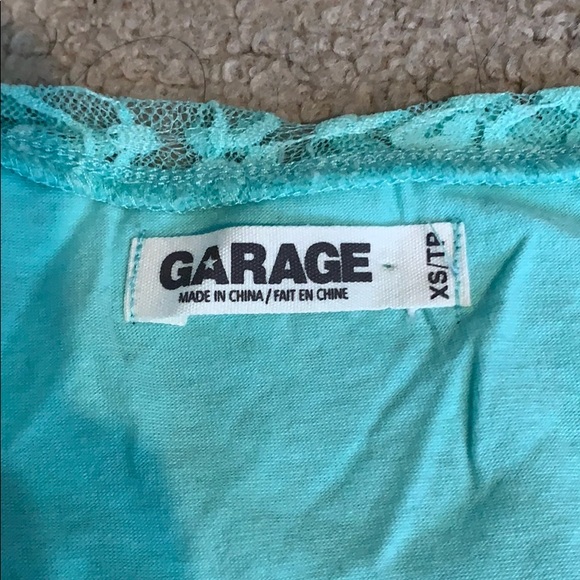 GARAGE
MADE IN CHINA / FAIT EN CHINE
XS/TP